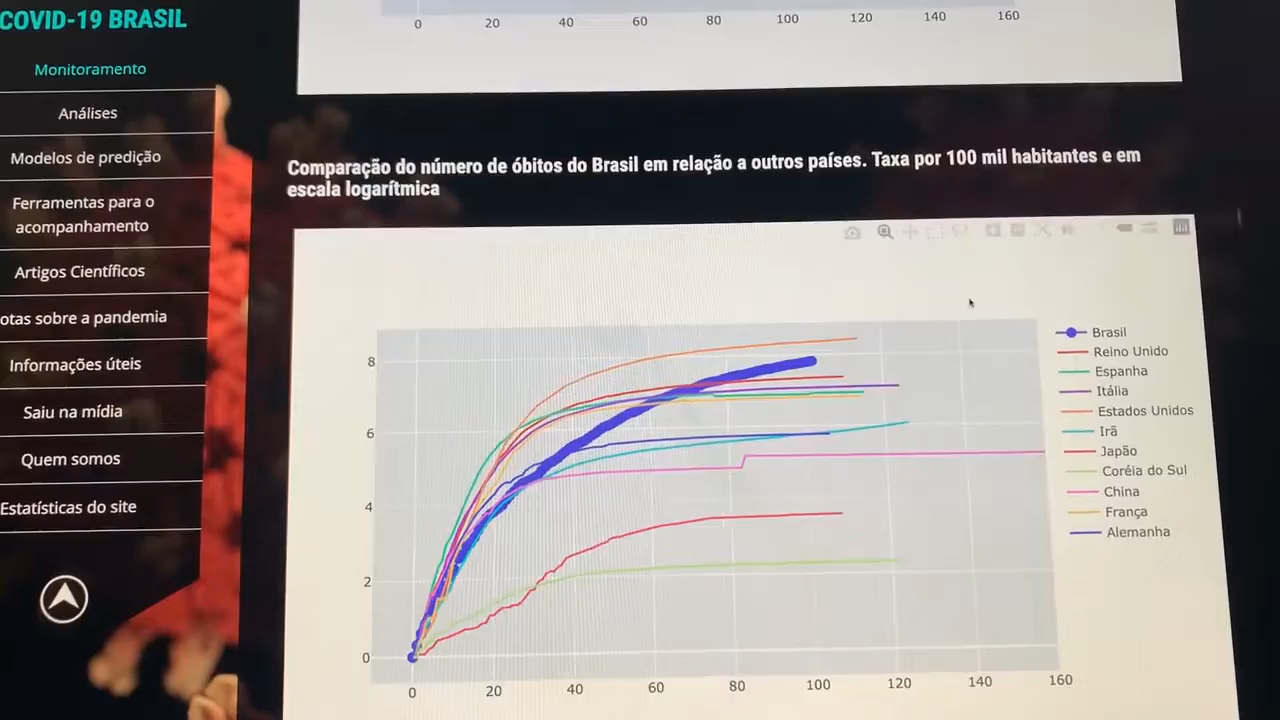 COVID-19 BRASIL
Monitoramento
Análises
Modelos de predição
Ferramentas para o
acompanhamento
Artigos Científicos
otas sobre a pandemia
Informações úteis
Saiu na mídia
Quem somos
Estatísticas do site
0 20 40 60 80 100 120 140 160
Comparação do número de óbitos do Brasil em relação a outros países. Taxa por 100 mil habitantes e em
escala logarítmica
8
6
4
2
0
0 20 40 60 80 100 120 140 160
Brasil
Reino Unido
Espanha
Itália
Estados Unidos
Irã
Japão
Coréia do Sul
China
França
Alemanha